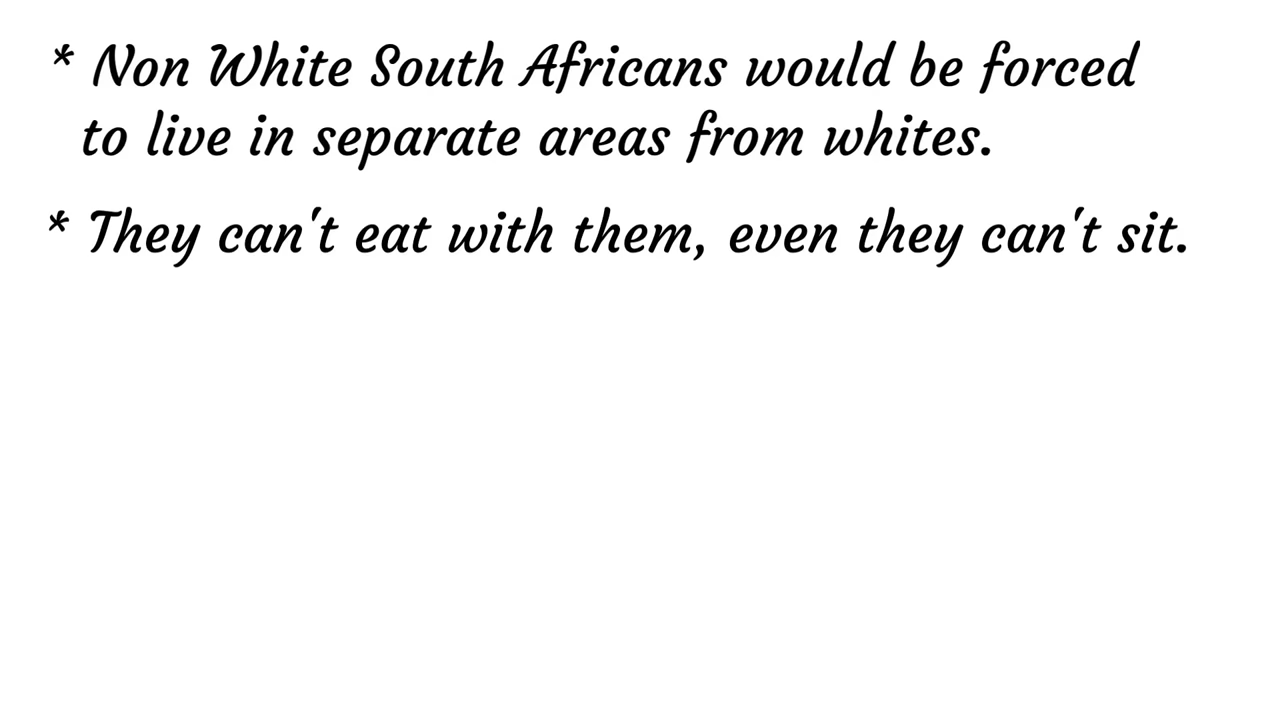 * Non White South Africans would be forced
to live in separate areas from whites.
* They can't eat with them, even they can't sit.